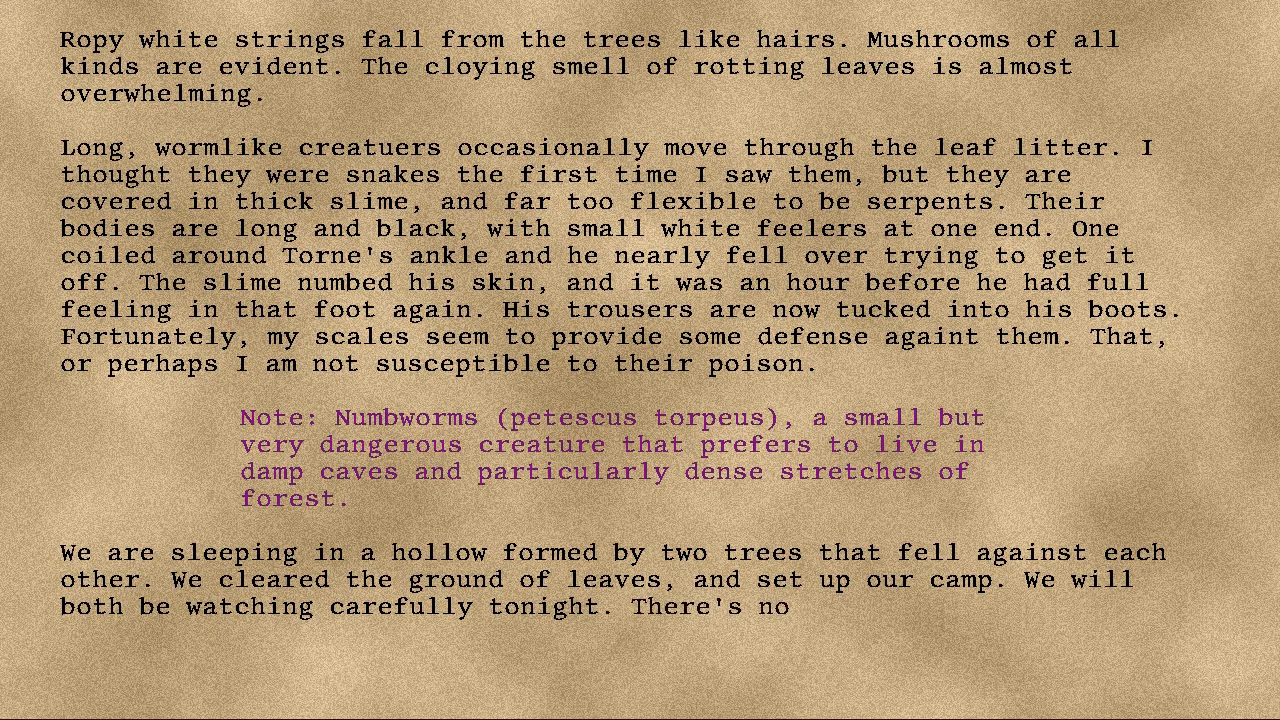 Ropy white strings fall from the trees like hairs. Mushrooms of all
kinds are evident. The cloying smell of rotting leaves is almost
overwhelming.
Long, wormlike creatuers occasionally move through the leaf litter. I
thought they were snakes the first time I saw them, but they are
covered in thick slime, and far too flexible to be serpents. Their
bodies are long and black, with small white feelers at one end. One
coiled around Torne's ankle and he nearly fell over trying to get it
off. The slime numbed his skin, and it was an hour before he had full
feeling in that foot again. His trousers are now tucked into his boots.
Fortunately, my scales seem to provide some defense againt them. That,
or perhaps I am not susceptible to their poison.
Note: Numbworms (petescus torpeus), a small but
very dangerous creature that prefers to live in
damp caves and particularly dense stretches of
forest.
We are sleeping in a hollow formed by two trees that fell against each
other. We cleared the ground of leaves, and set up our camp. We will
both be watching carefully tonight. There's no